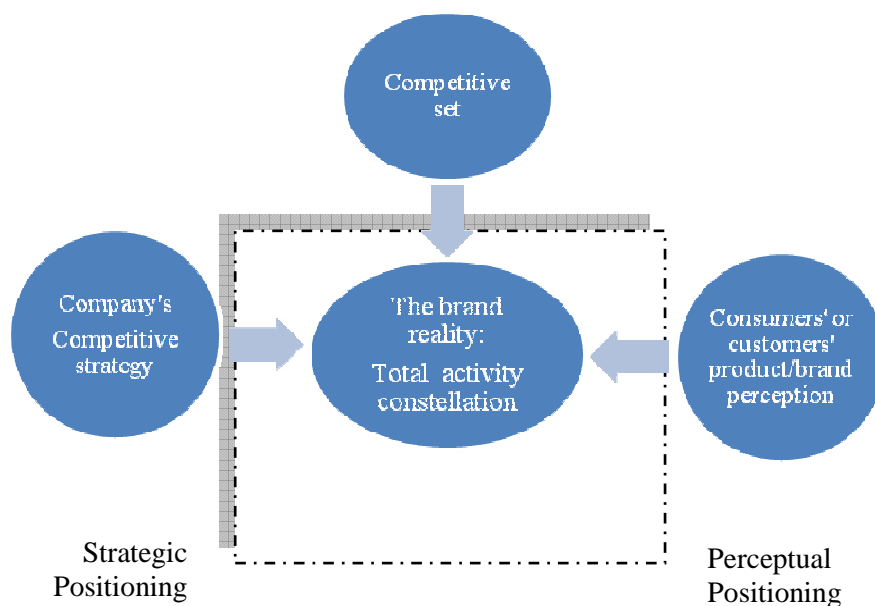 Competitive
set
Company's
Competitive
strategy
The brand
reality:
Total activity
constellation
Consumers' or
customers'
product/brand
perception
Strategic
Positioning
Perceptual
Positioning